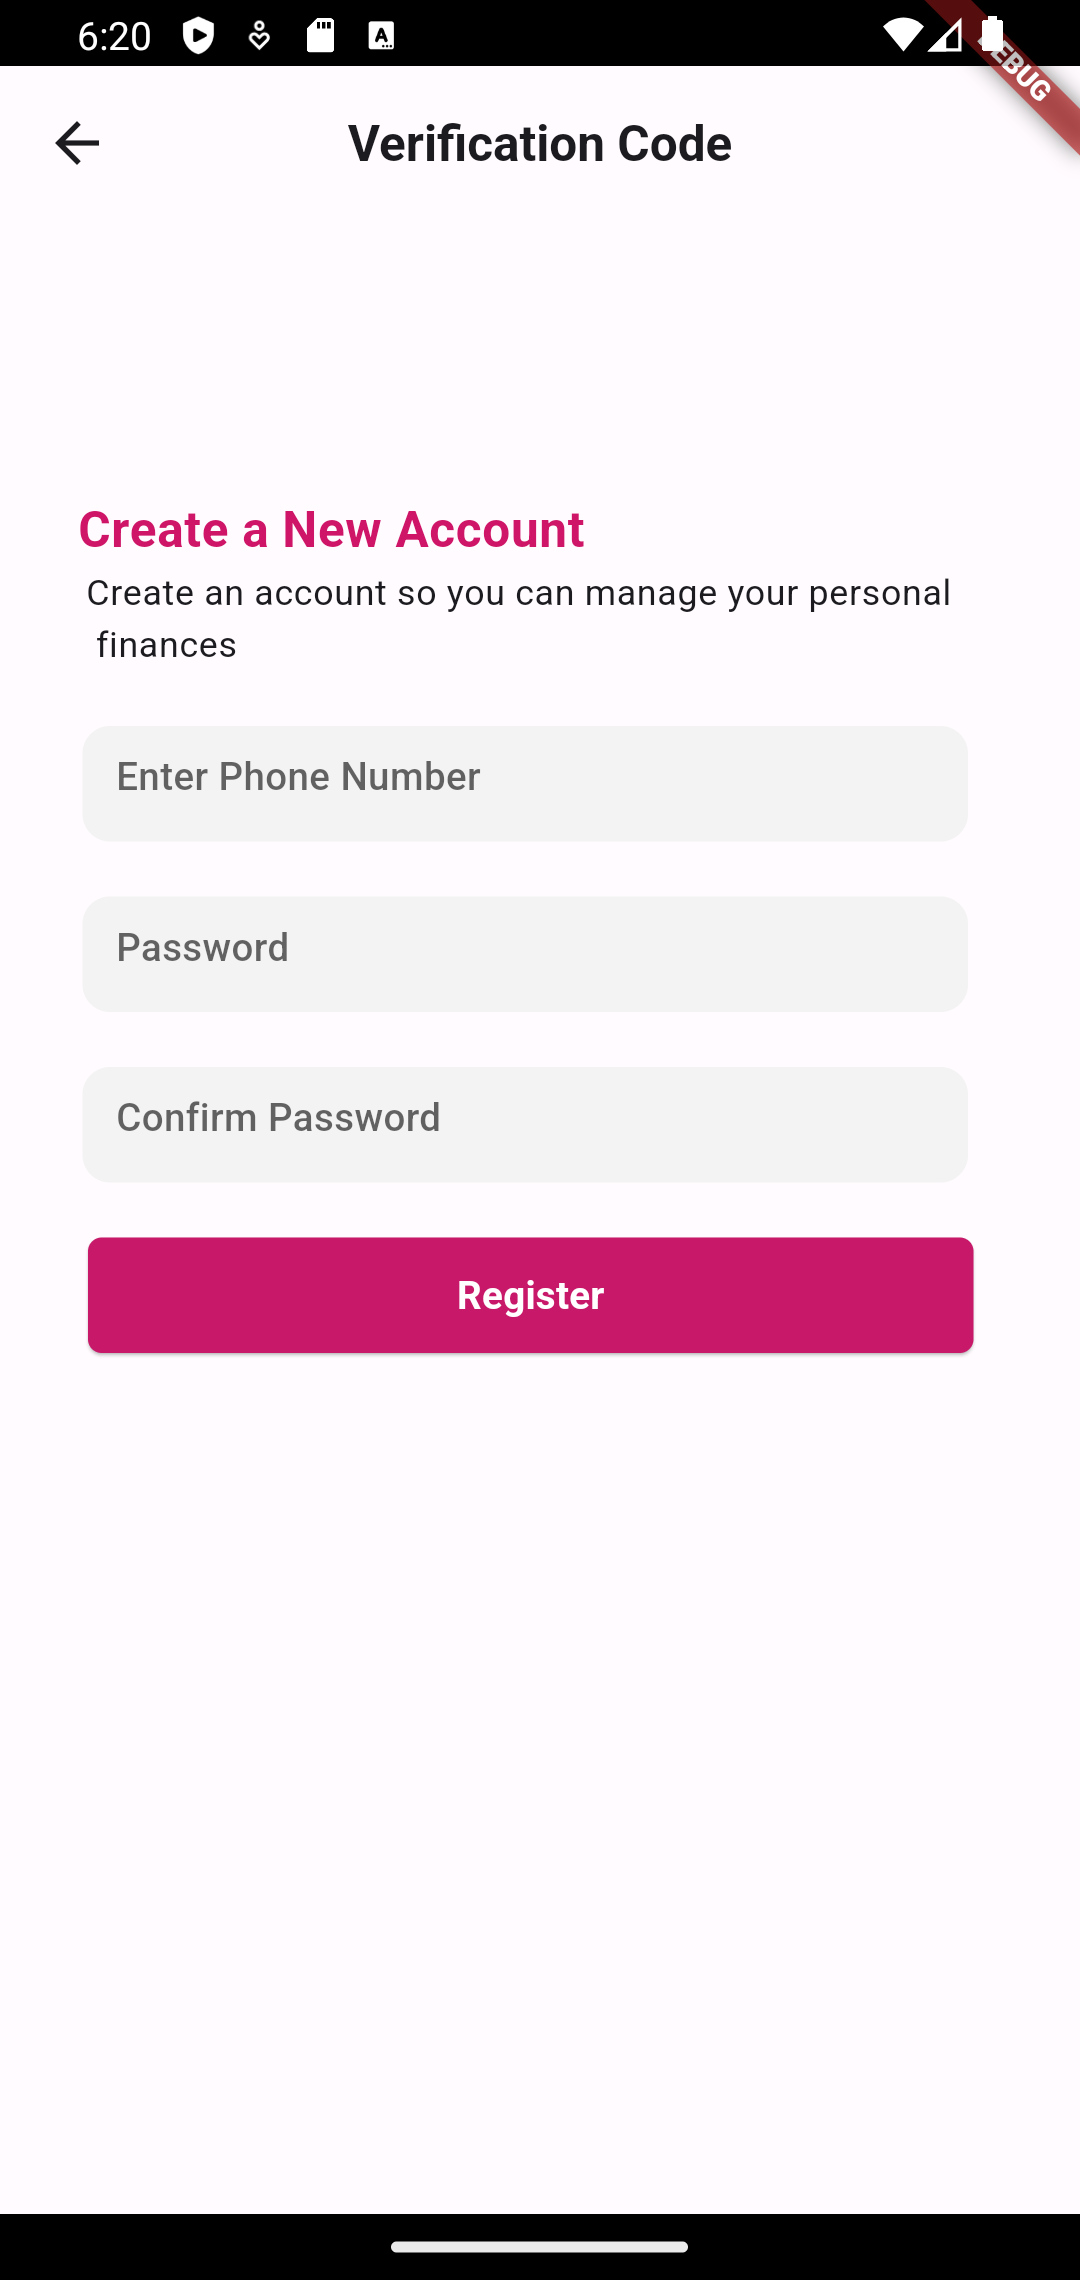 6:20
DEBUG
Verification Code
Create a New Account
Create an account so you can manage your personal
finances
Enter Phone Number
Password
Confirm Password
Register